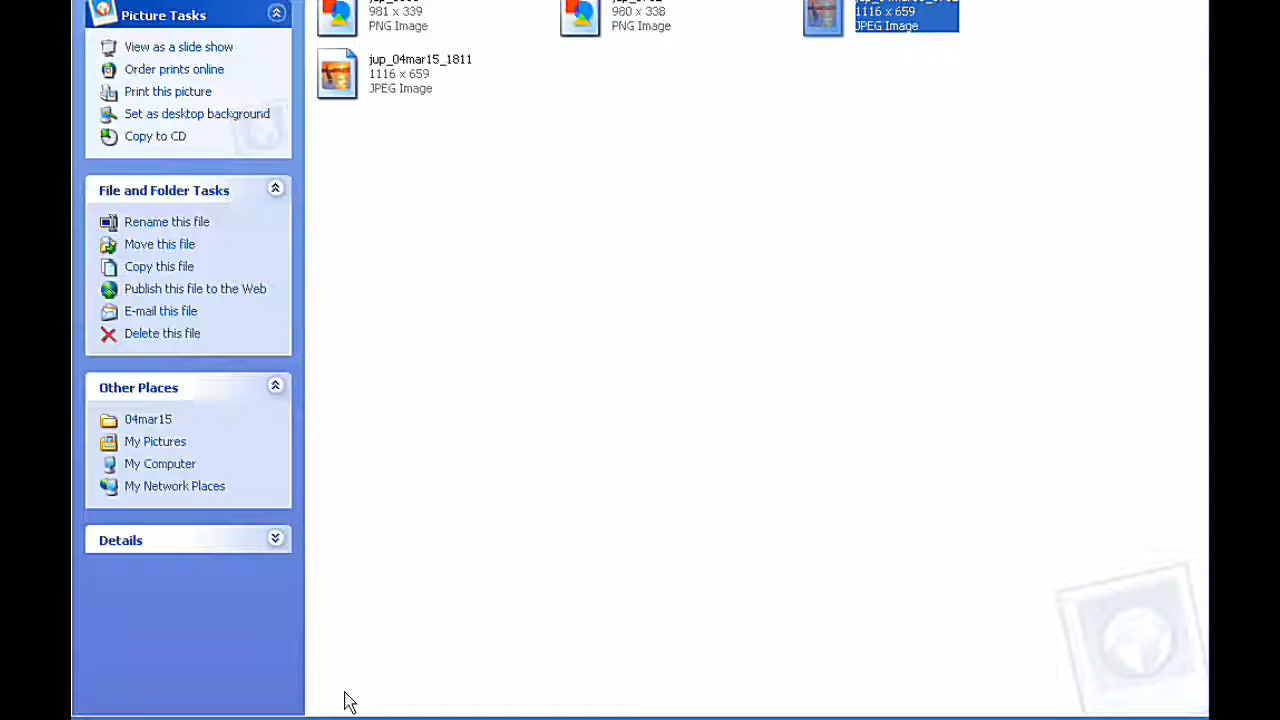 Picture Tasks
View as a slide show
Order prints online
Print this picture
Set as desktop background
Copy to CD
File and Folder Tasks
Rename this file
Move this file
Copy this file
Publish this file to the Web
E-mail this file
Delete this file
Other Places
04mar15
My Pictures
My Computer
My Network Places
Details
981 x 339
PNG Image
980 x 338
PNG Image
1116 x 659
JPEG Image
jup_04mar15_1811
1116 x 659
JPEG Image